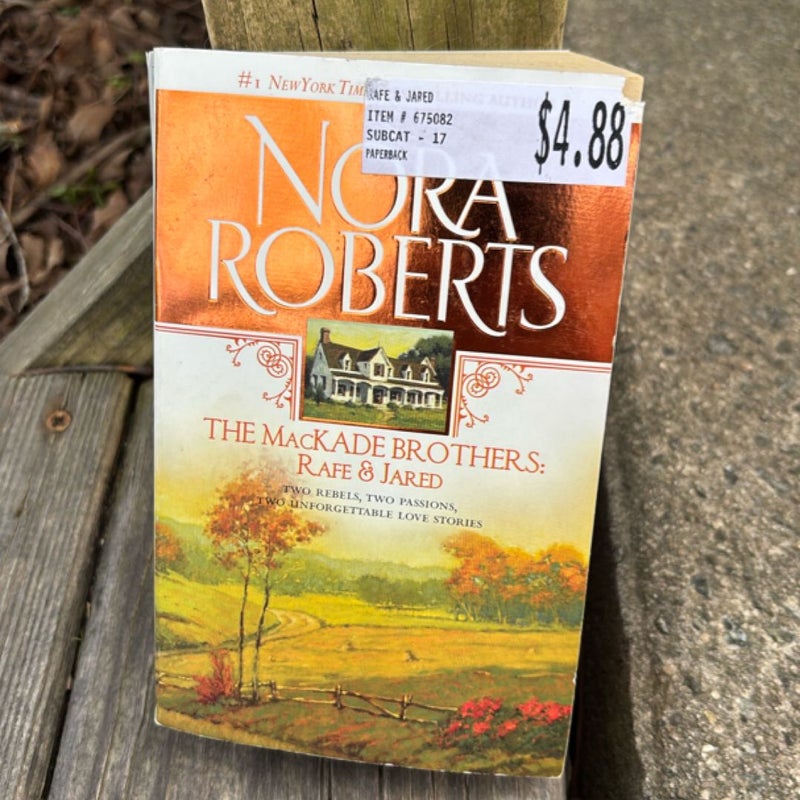 #1 NEW YORK TIM
RAFE & JARED
ITEM # 675082
SUBCAT - 17
PAPERBACK
$4.88
NORA
ROBERTS
THE MACKADE BROTHERS:
RAFE & JARED
TWO REBELS, TWO PASSIONS,
TWO UNFORGETTABLE LOVE STORIES